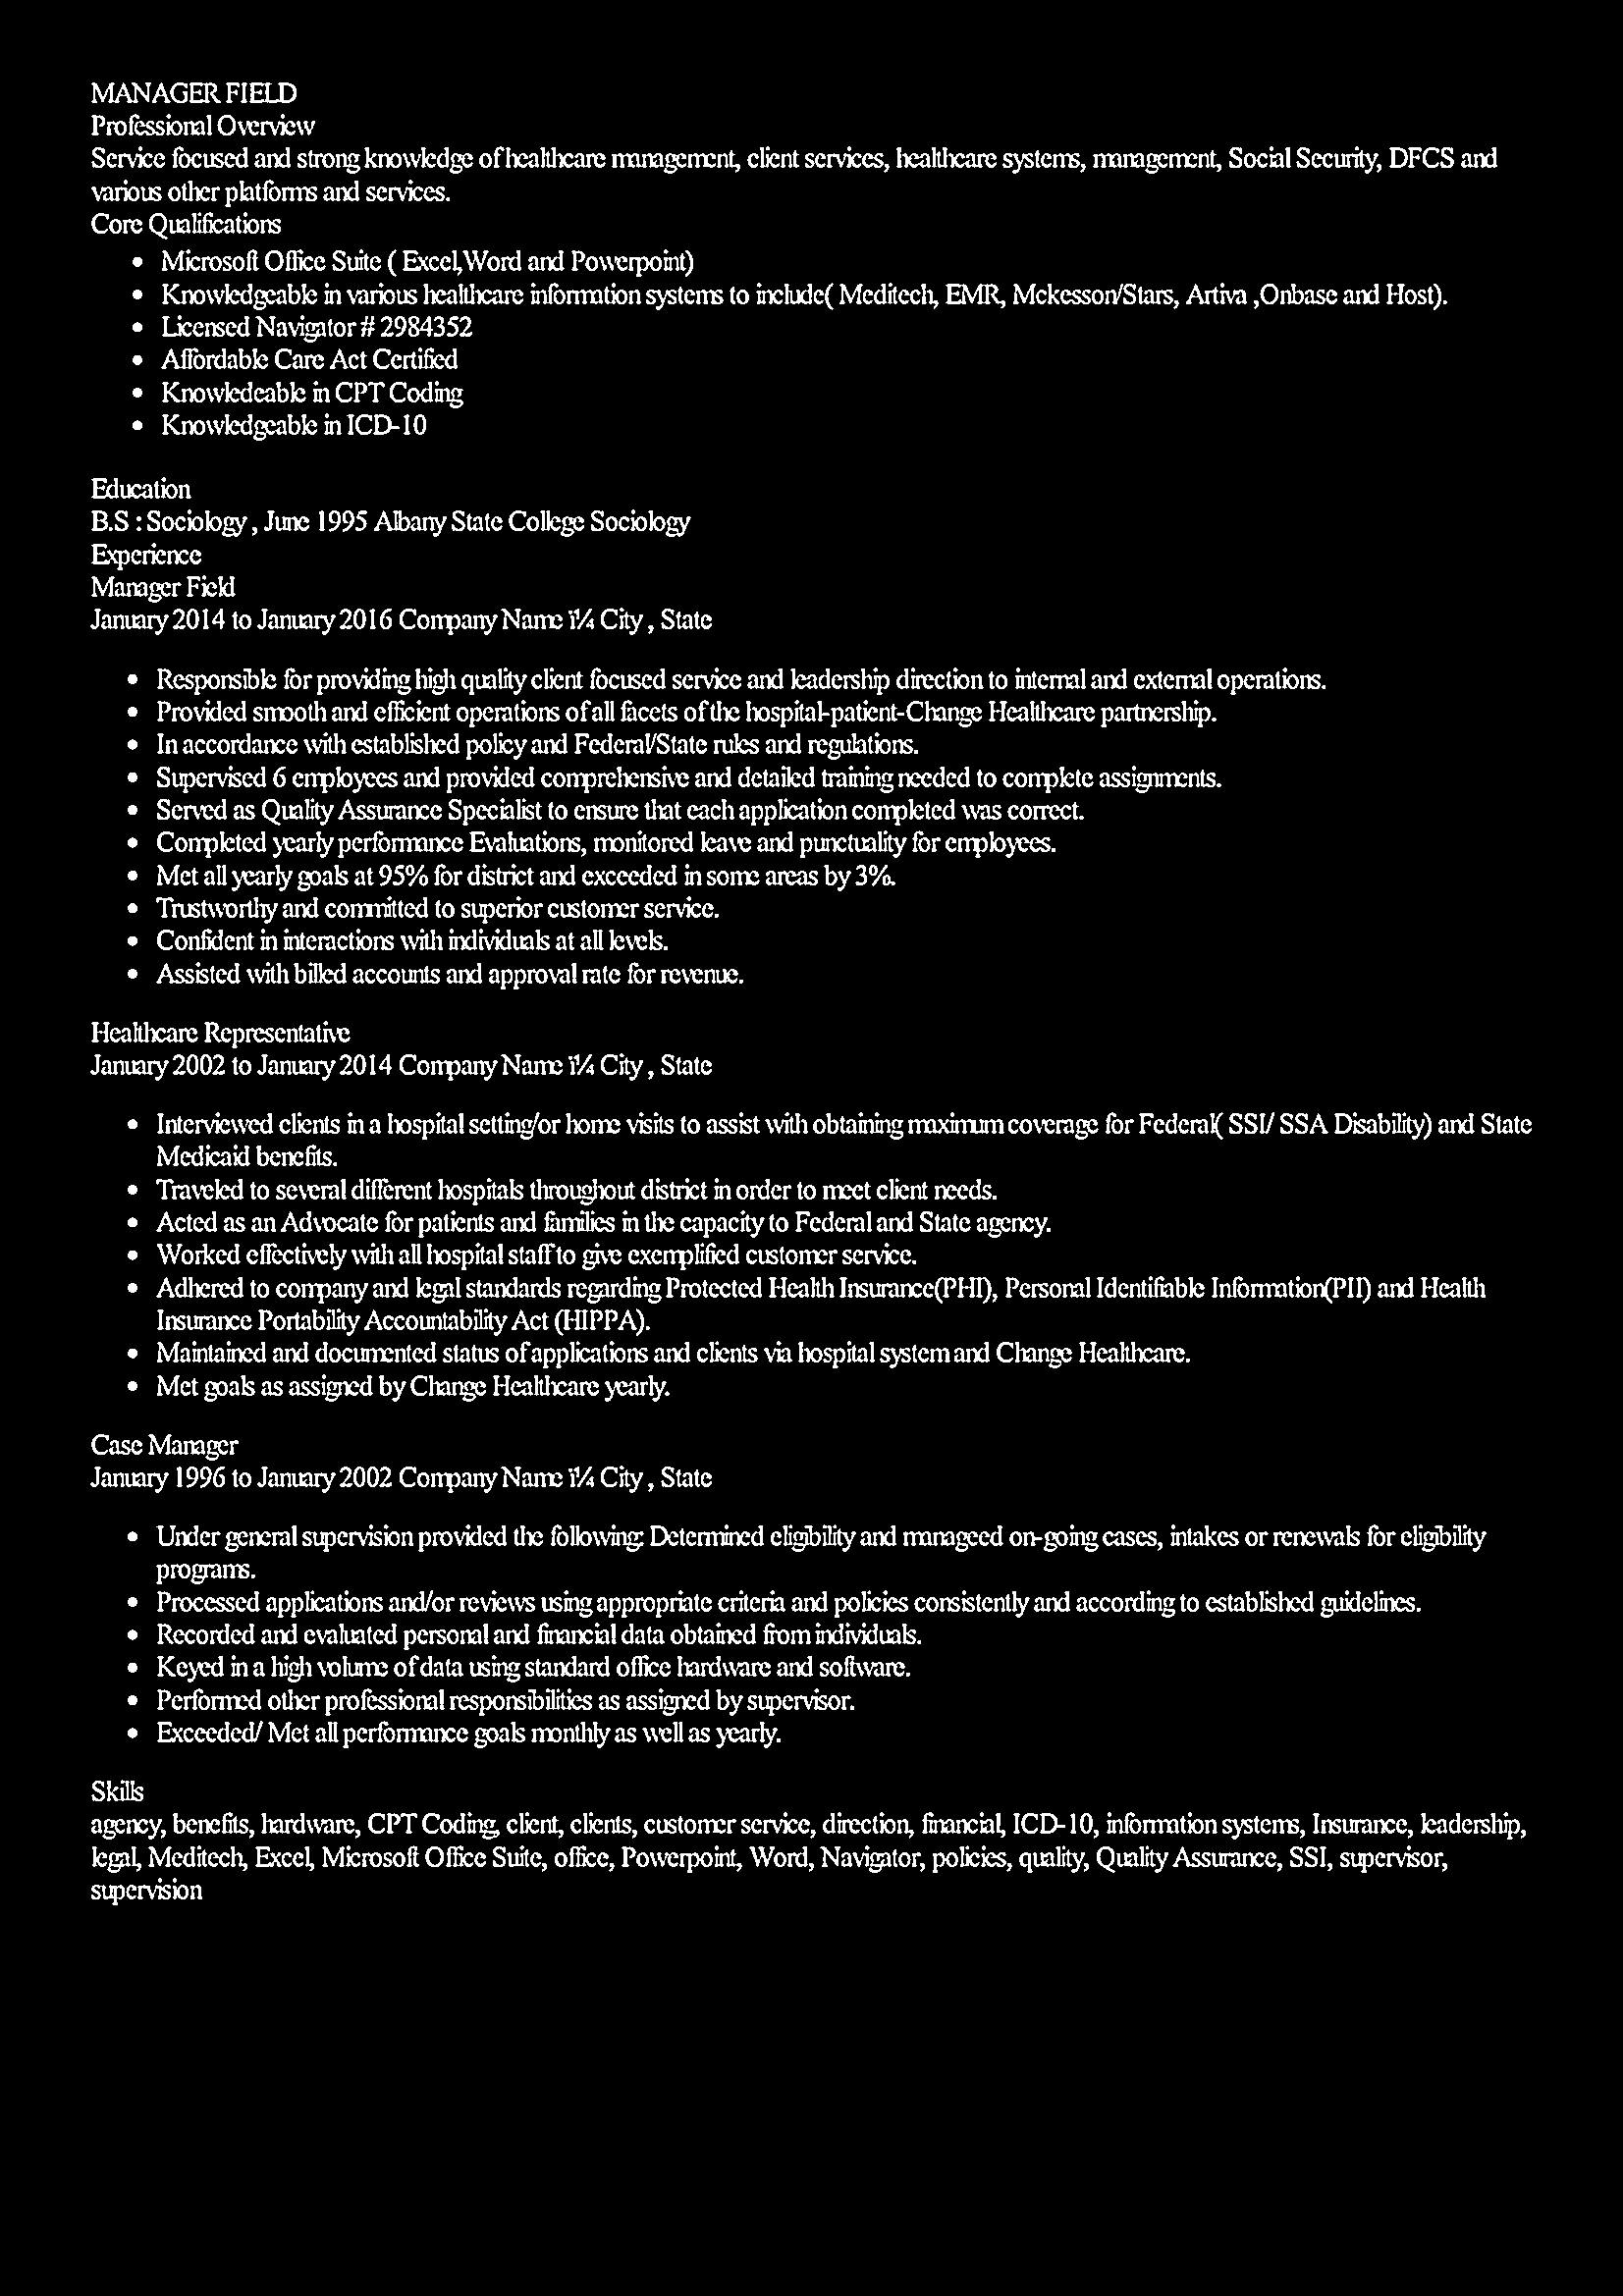 MANAGER FIELD
Professional Overview
Service focused and strong knowledge of healthcare management, client services, healthcare systems, management, Social Security, DFCS and
various other platforms and services.
Core Qualifications
• Microsoft Office Suite ( Excel,Word and Powerpoint)
• Knowledgeable in various healthcare information systems to include( Meditech, EMR, Mckesson/Stars, Artiva ,Onbase and Host).
• Licensed Navigator # 2984352
• Affordable Care Act Certified
• Knowledeable in CPT Coding
• Knowledgeable in ICD-10
Education
B.S : Sociology , June 1995 Albany State College Sociology
Experience
Manager Field
January 2014 to January 2016 Company Name ï¼ City , State
• Responsible for providing high quality client focused service and leadership direction to internal and external operations.
• Provided smooth and efficient operations of all facets of the hospital-patient-Change Healthcare partnership.
• In accordance with established policy and Federal/State rules and regulations.
• Supervised 6 employees and provided comprehensive and detailed training needed to complete assignments.
• Served as Quality Assurance Specialist to ensure that each application completed was correct.
• Completed yearly performance Evaluations, monitored leave and punctuality for employees.
• Met all yearly goals at 95% for district and exceeded in some areas by 3%.
• Trustworthy and committed to superior customer service.
• Confident in interactions with individuals at all levels.
• Assisted with billed accounts and approval rate for revenue.
Healthcare Representative
January 2002 to January 2014 Company Name ï¼ City , State
• Interviewed clients in a hospital setting/or home visits to assist with obtaining maximum coverage for Federal( SSI/ SSA Disability) and State
Medicaid benefits.
• Traveled to several different hospitals throughout district in order to meet client needs.
• Acted as an Advocate for patients and families in the capacity to Federal and State agency.
• Worked effectively with all hospital staff to give exemplified customer service.
• Adhered to company and legal standards regarding Protected Health Insurance(PHI), Personal Identifiable Information(PII) and Health
Insurance Portability Accountability Act (HIPPA).
• Maintained and documented status of applications and clients via hospital system and Change Healthcare.
• Met goals as assigned by Change Healthcare yearly.
Case Manager
January 1996 to January 2002 Company Name ï¼ City , State
• Under general supervision provided the following: Determined eligibility and manageed on-going cases, intakes or renewals for eligibility
programs.
• Processed applications and/or reviews using appropriate criteria and policies consistently and according to established guidelines.
• Recorded and evaluated personal and financial data obtained from individuals.
• Keyed in a high volume of data using standard office hardware and software.
• Performed other professional responsibilities as assigned by supervisor.
• Exceeded/ Met all performance goals monthly as well as yearly.
Skills
agency, benefits, hardware, CPT Coding, client, clients, customer service, direction, financial, ICD-10, information systems, Insurance, leadership,
legal, Meditech, Excel, Microsoft Office Suite, office, Powerpoint, Word, Navigator, policies, quality, Quality Assurance, SSI, supervisor,
supervision